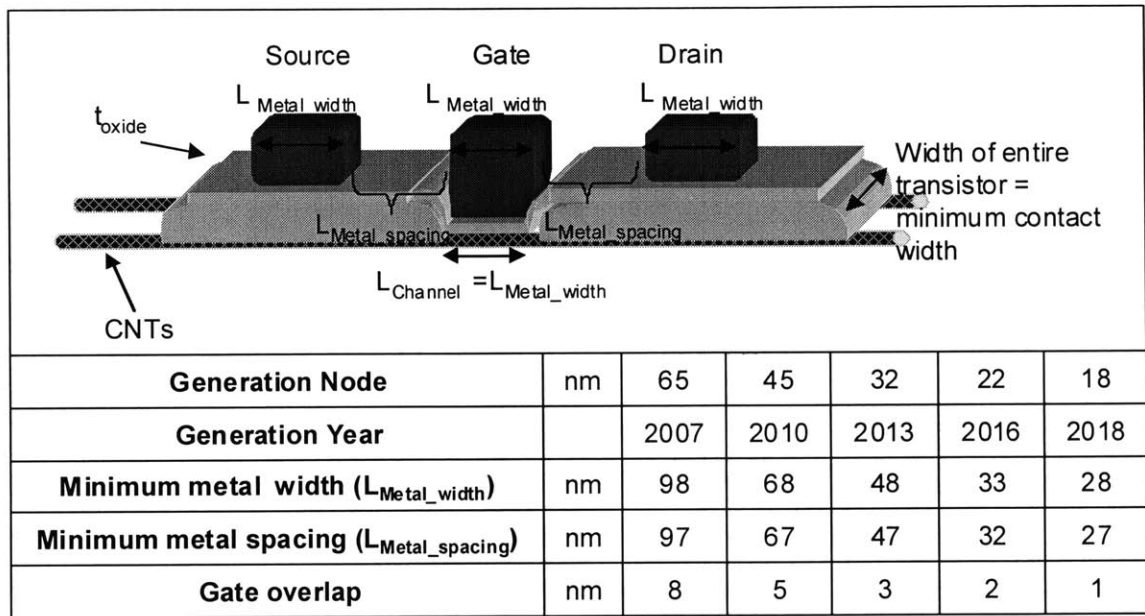 Source Gate Drain
L Metal_width L Metal_width L Metal_width
t oxide
Width of entire
transistor =
minimum contact
width
L Metal_spacing L Metal_spacing
L Channel =L Metal_width
CNTs
Generation Node nm 65 45 32 22 18
Generation Year 2007 2010 2013 2016 2018
Minimum metal width (L Metal_width) nm 98 68 48 33 28
Minimum metal spacing (L Metal_spacing) nm 97 67 47 32 27
Gate overlap nm 8 5 3 2 1